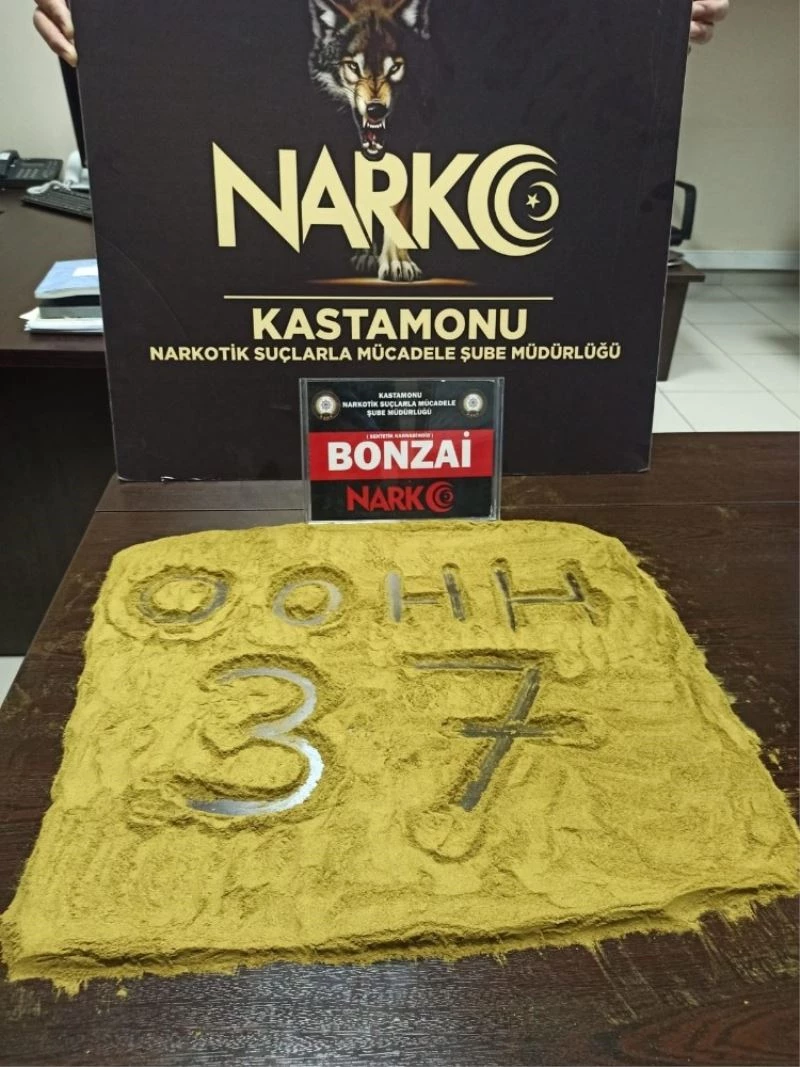 NARKO
KASTAMONU
NARKOTİK SUÇLARLA MÜCADELE ŞUBE MÜDÜRLÜĞÜ
KASTAMONU
NARKOTİK SUÇLARLA MÜCADELE
ŞUBE MÜDÜRLÜĞÜ
BONZAİ
NARKO
OOHH
37